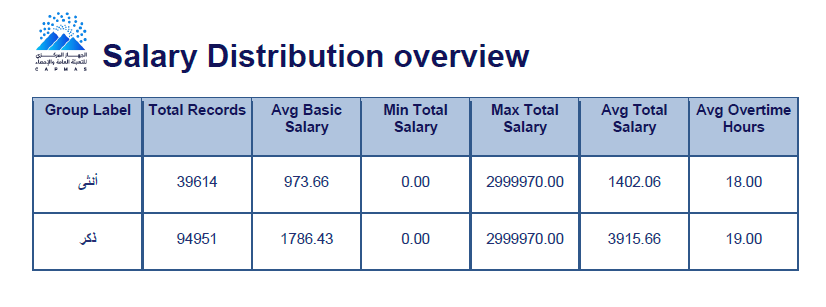 الجهاز المركزي
للتعبئة العامة والإحصاء
CAPMAS
Salary Distribution overview
Group Label Total Records Avg Basic Salary Min Total Salary Max Total Salary Avg Total Salary Avg Overtime Hours
أنثى 39614 973.66 0.00 2999970.00 1402.06 18.00
ذكر 94951 1786.43 0.00 2999970.00 3915.66 19.00